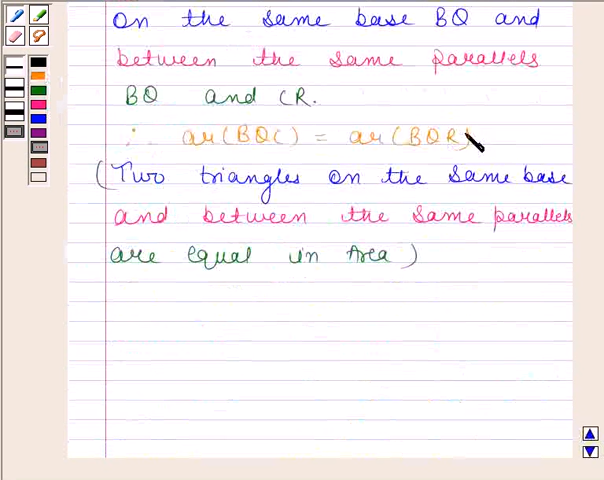 on the same base BQ and
between the same parallels
BQ and CR.
∴ ar(BQC) = ar(BQR)
(Two triangles on the same base
and between the same parallels
are equal in Area)